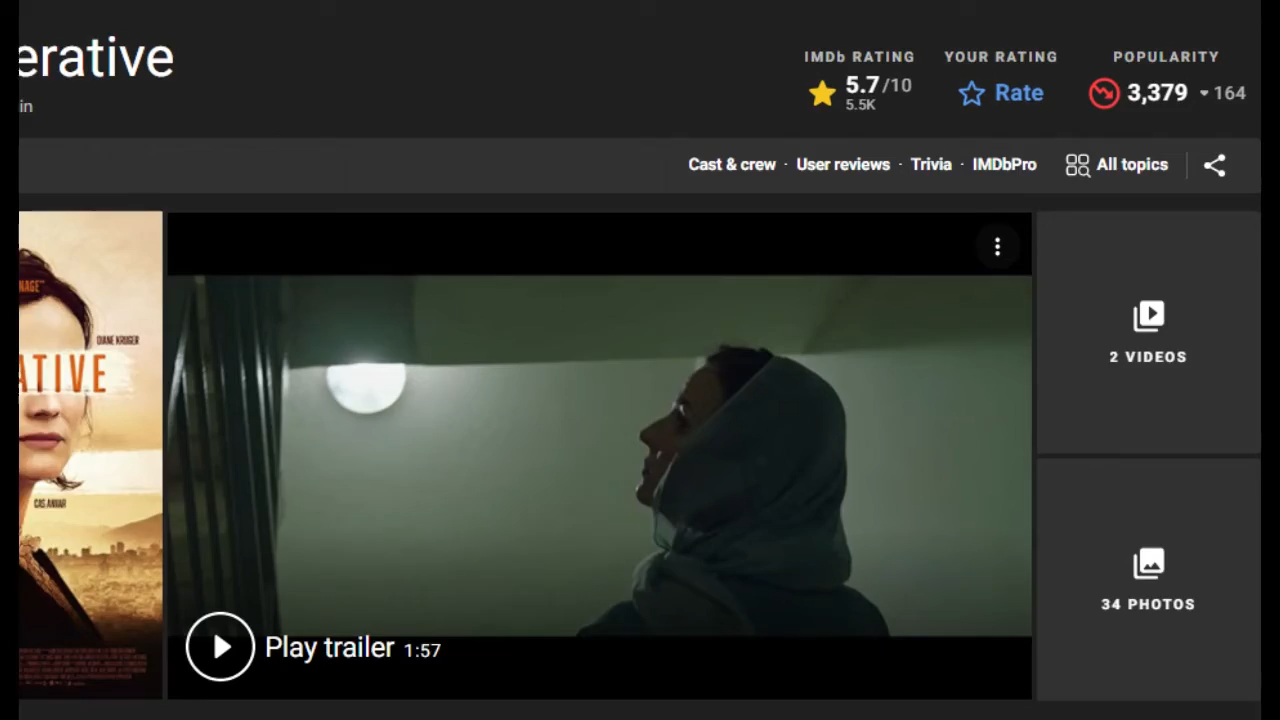 erative
in
IMDb RATING
5.7/10
5.5K
YOUR RATING
Rate
POPULARITY
3,379
164
Cast & crew · User reviews · Trivia · IMDbPro
All topics
NAGE"
DIANE KRUGER
ATIVE
CAS ANVAR
Play trailer 1:57
2 VIDEOS
34 PHOTOS